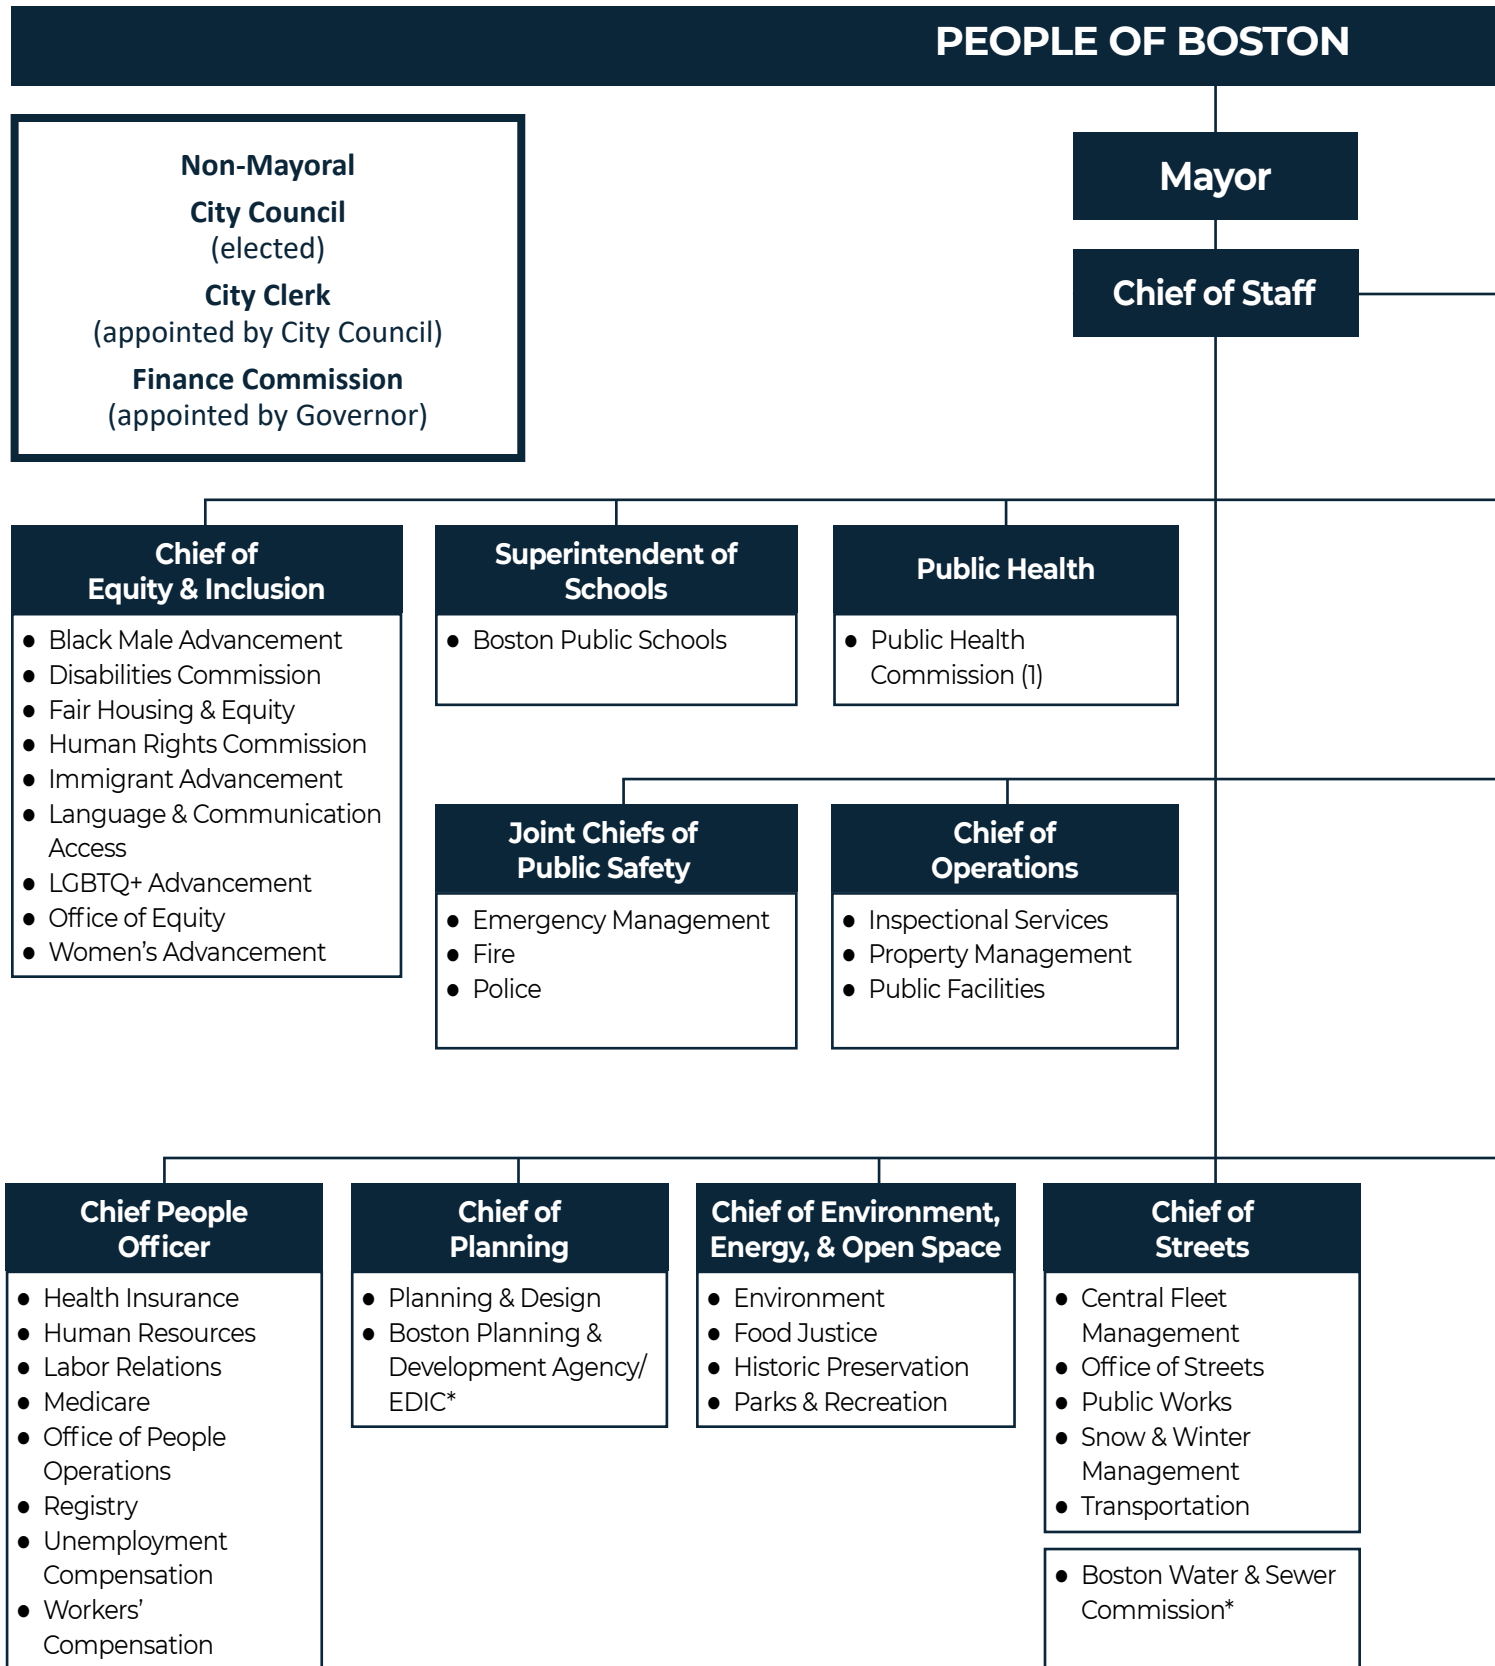 PEOPLE OF BOSTON
Non-Mayoral
City Council
(elected)
City Clerk
(appointed by City Council)
Finance Commission
(appointed by Governor)
Mayor
Chief of Staff
Chief of
Equity & Inclusion
● Black Male Advancement
● Disabilities Commission
● Fair Housing & Equity
● Human Rights Commission
● Immigrant Advancement
● Language & Communication
Access
● LGBTQ+ Advancement
● Office of Equity
● Women's Advancement
Superintendent of
Schools
● Boston Public Schools
Public Health
● Public Health
Commission (1)
Joint Chiefs of
Public Safety
● Emergency Management
● Fire
● Police
Chief of
Operations
● Inspectional Services
● Property Management
● Public Facilities
Chief People
Officer
● Health Insurance
● Human Resources
● Labor Relations
● Medicare
● Office of People
Operations
● Registry
● Unemployment
Compensation
● Workers'
Compensation
Chief of
Planning
● Planning & Design
● Boston Planning &
Development Agency/
EDIC*
Chief of Environment,
Energy, & Open Space
● Environment
● Food Justice
● Historic Preservation
● Parks & Recreation
Chief of
Streets
● Central Fleet
Management
● Office of Streets
● Public Works
● Snow & Winter
Management
● Transportation
● Boston Water & Sewer
Commission*